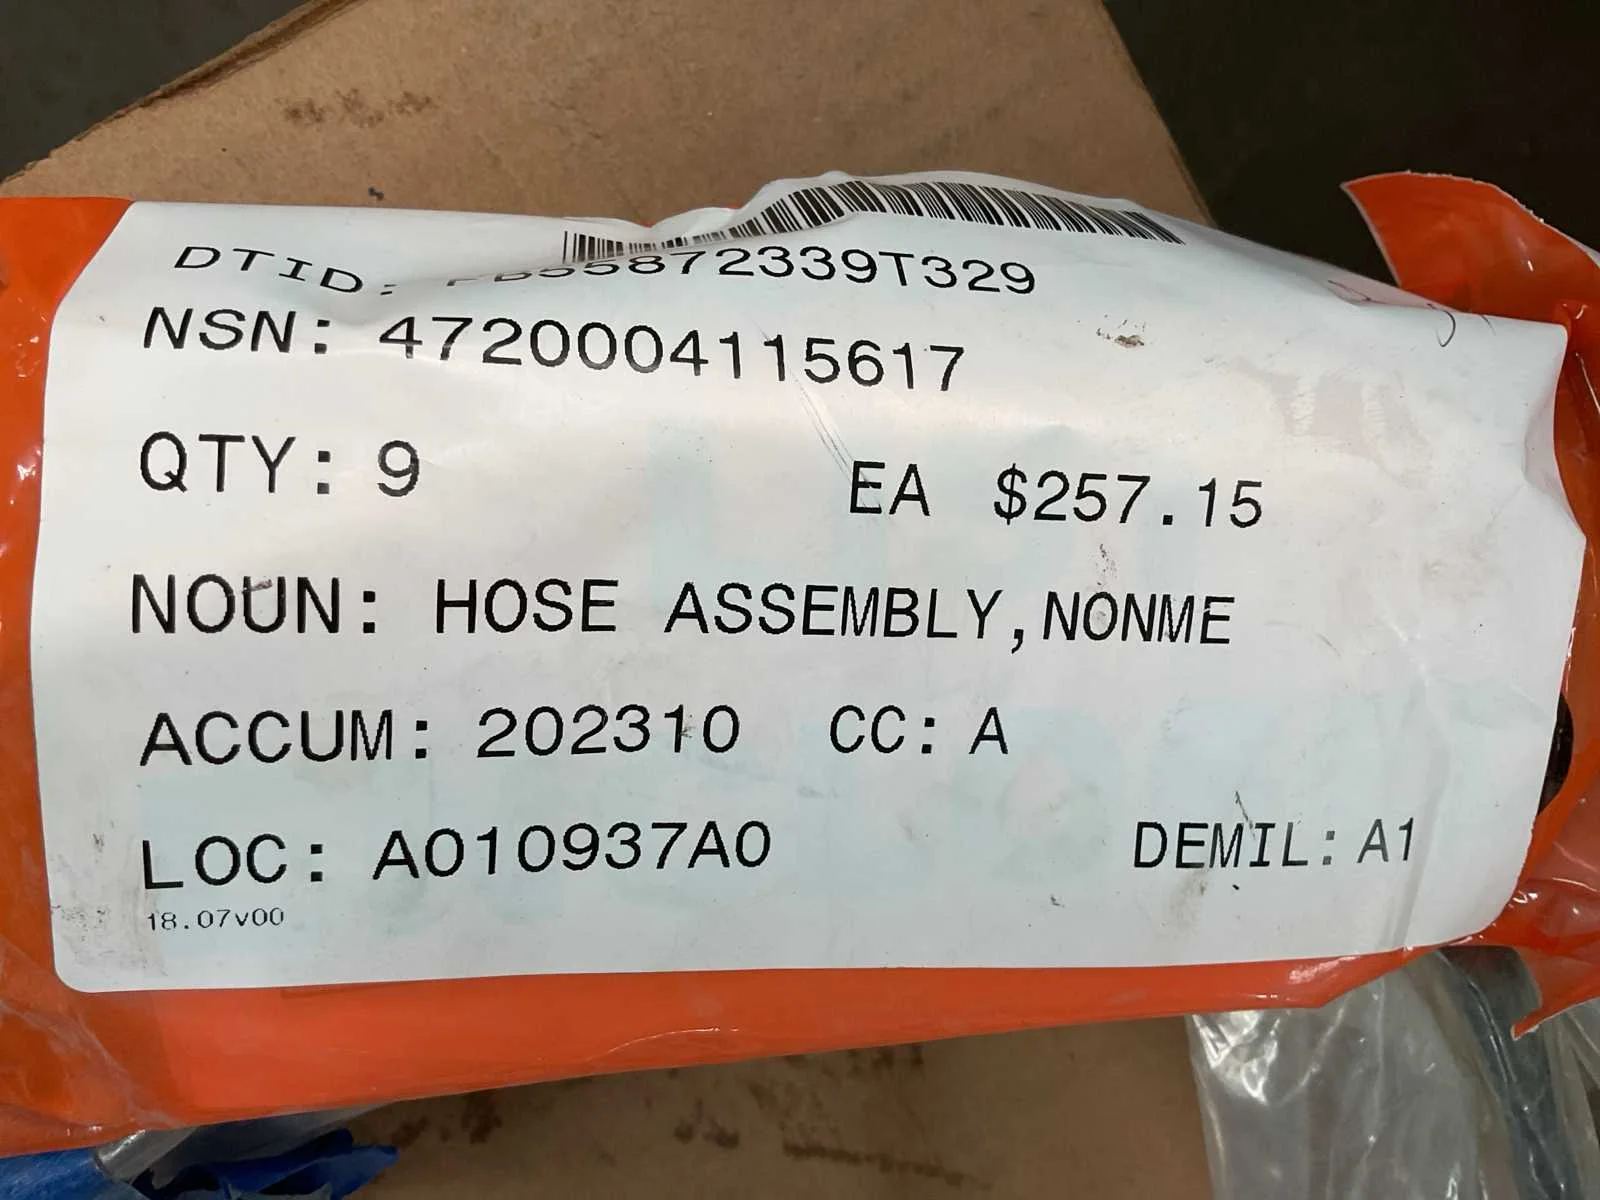 DTID:
NSN: 4720004115617
QTY: 9 EA $257.15
NOUN: HOSE ASSEMBLY,NONME
ACCUM: 202310 CC: A
LOC: A010937A0 DEMIL: A1
18.07v00